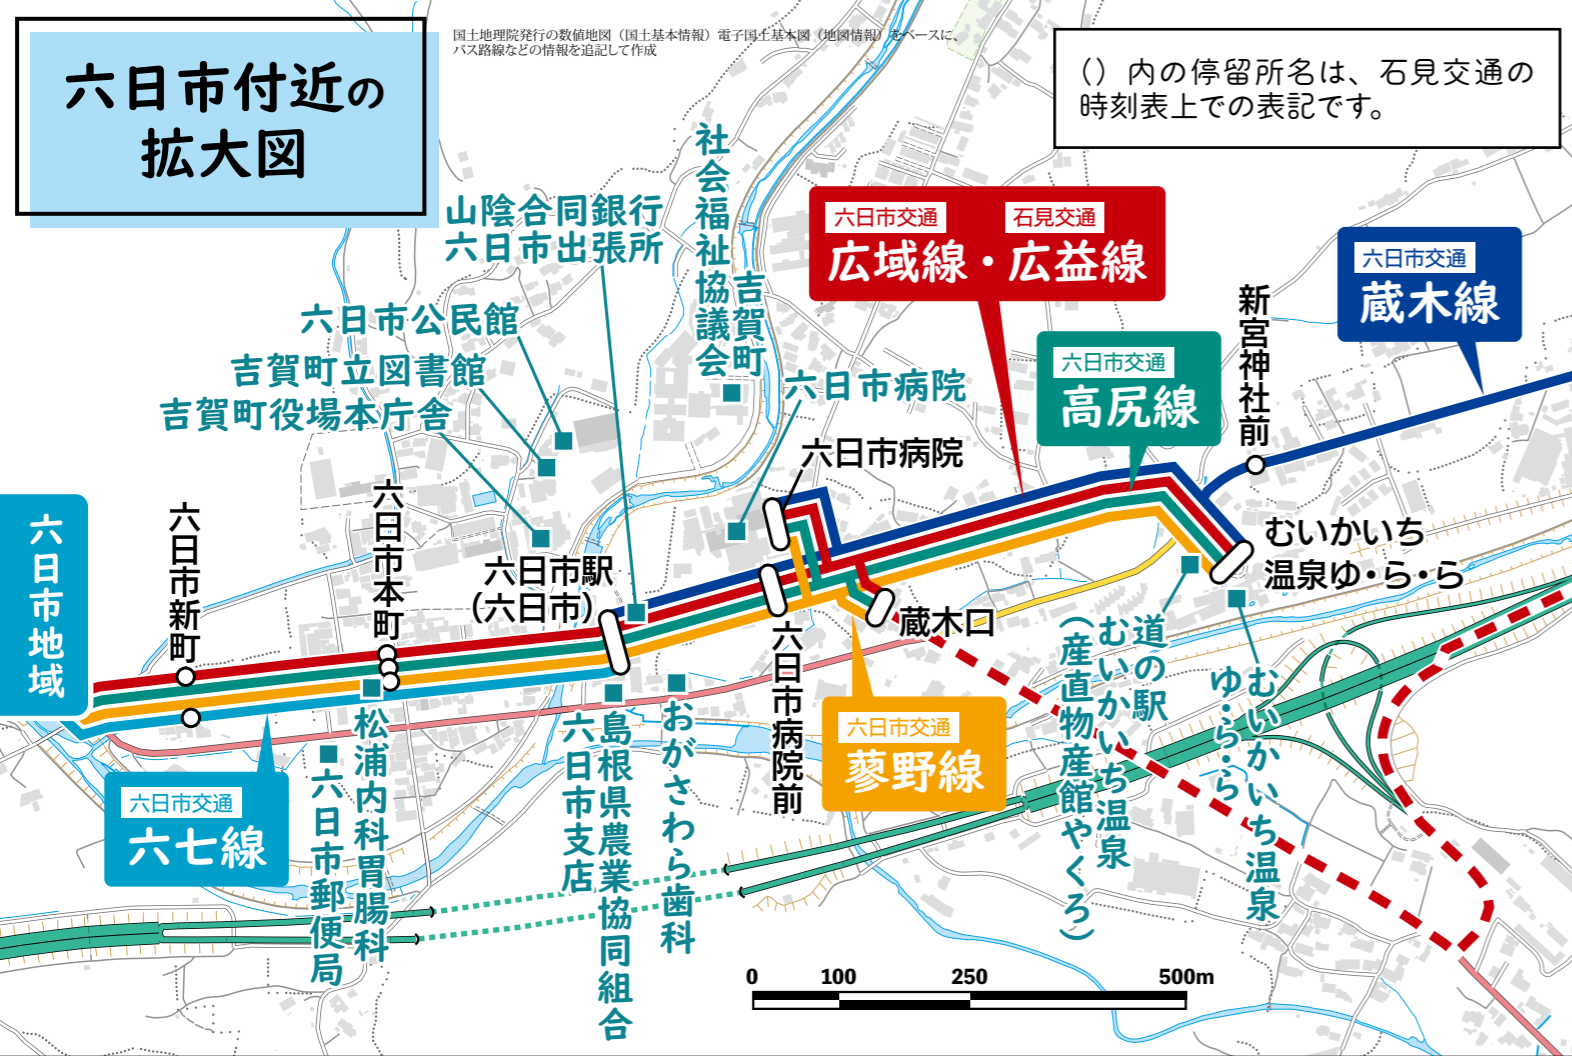 六日市付近の
拡大図
国土地理院発行の数値地図（国土基本情報）電子国土基本図（地図情報）をベースに、
バス路線などの情報を追記して作成
（）内の停留所名は、石見交通の
時刻表上での表記です。
山陰合同銀行
六日市出張所
吉賀町
社会福祉協議会
六日市公民館
吉賀町立図書館
吉賀町役場本庁舎
六日市病院
六日市病院
六日市交通
石見交通
広域線・広益線
六日市交通
高尻線
六日市交通
蔵木線
新宮神社前
むいかいち
温泉ゆ・ら・ら
六日市地域
六日市新町
六日市本町
六日市駅
（六日市）
蔵木口
六日市病院前
六日市交通
蓼野線
六日市交通
六七線
松浦内科胃腸科
六日市郵便局
島根県農業協同組合
六日市支店
おがさわら歯科
道の駅
むいかいち温泉
（産直物産館やくろ）
むいかいち温泉
ゆ・ら・ら
0 100 250 500m